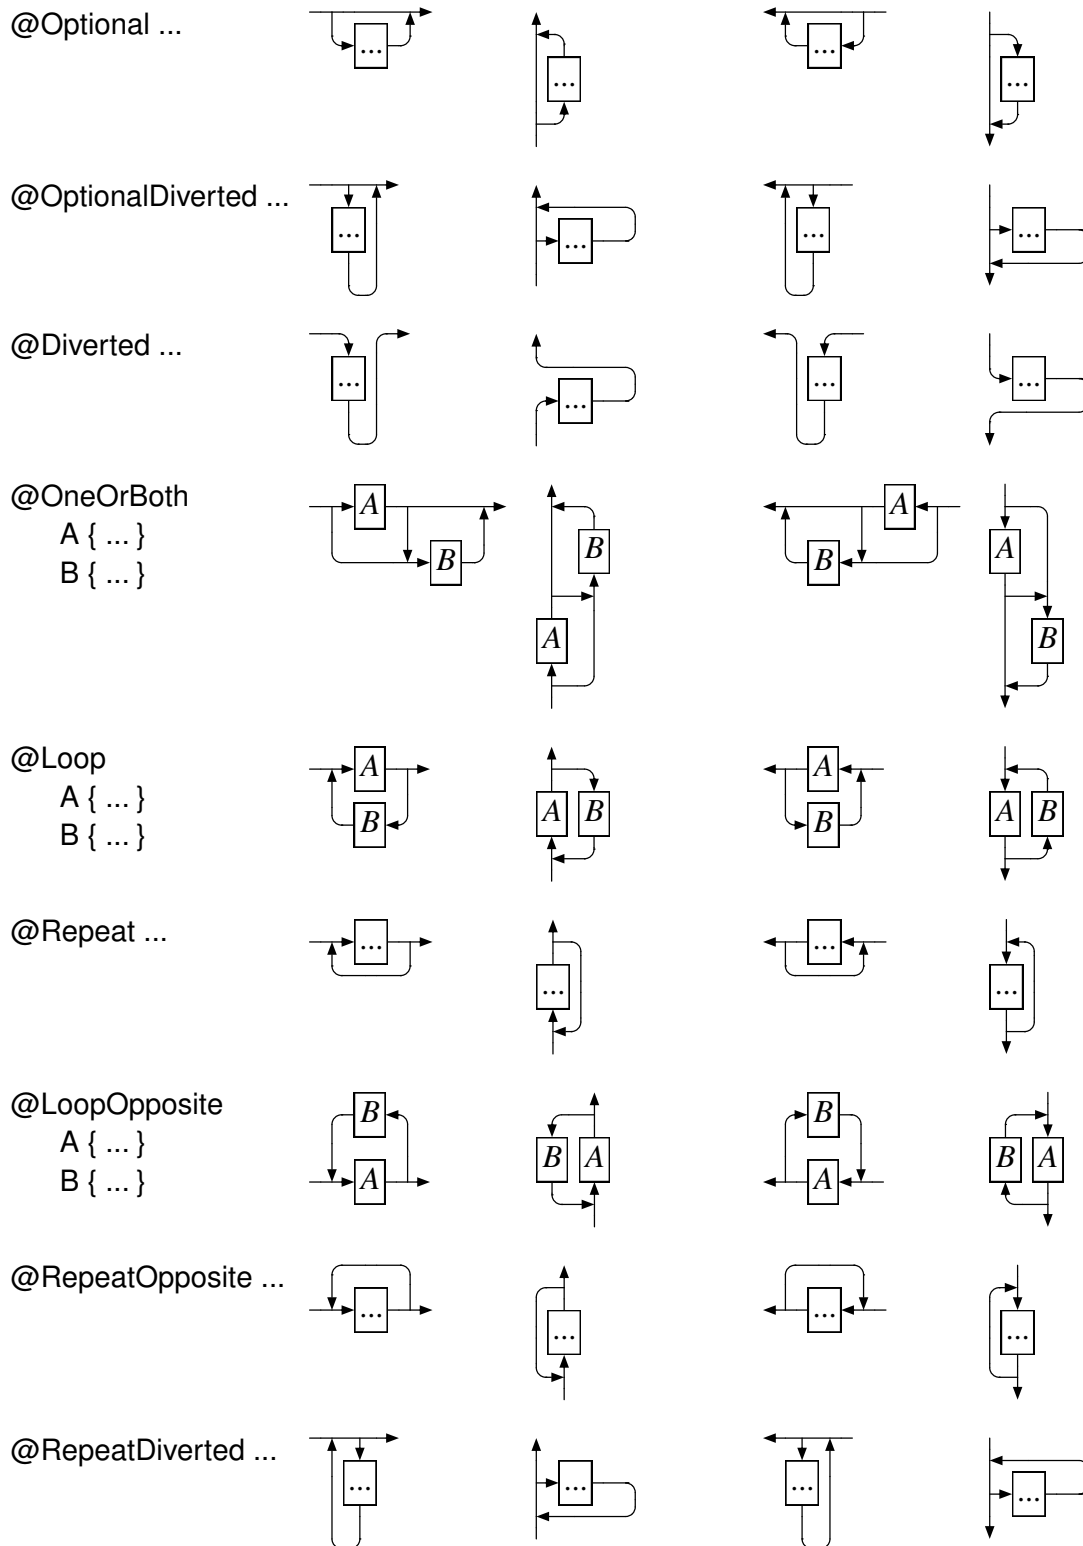 @Optional ...
... ... ... ...
@OptionalDiverted ...
... ... ... ...
@Diverted ...
... ... ... ...
@OneOrBoth
A { ... }
B { ... }
A B A B A B A B
@Loop
A { ... }
B { ... }
A B A B A B A B
@Repeat ...
... ... ... ...
@LoopOpposite
A { ... }
B { ... }
B A B A B A B A
@RepeatOpposite ...
... ... ... ...
@RepeatDiverted ...
... ... ... ...